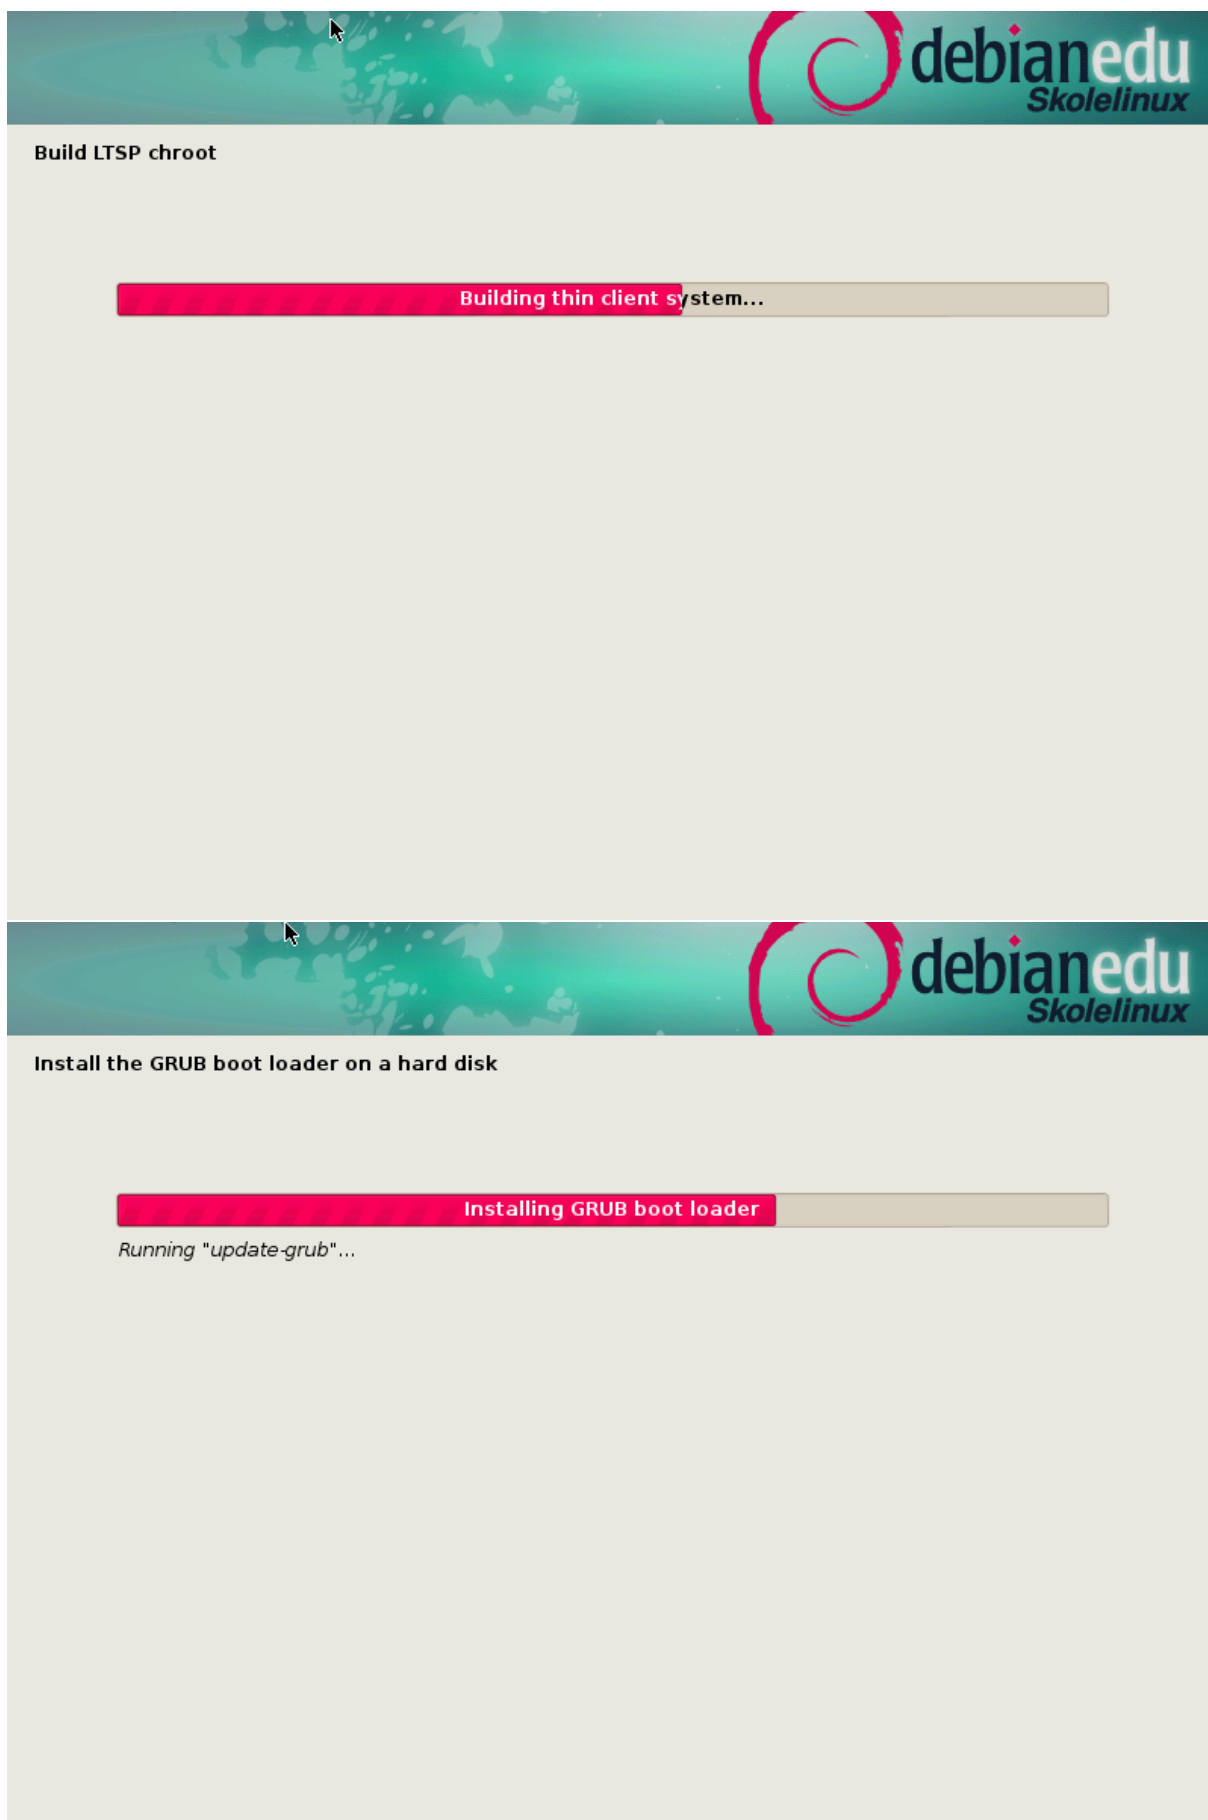 debianedu
Skolelinux
Build LTSP chroot
Building thin client system...
debianedu
Skolelinux
Install the GRUB boot loader on a hard disk
Installing GRUB boot loader
Running "update-grub"...